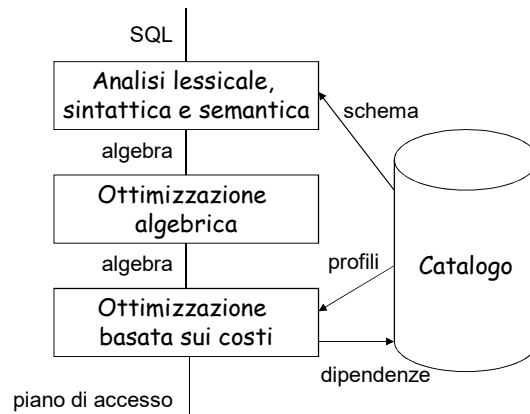 SQL
Analisi lessicale,
sintattica e semantica
schema
algebra
Ottimizzazione
algebrica
algebra
profili
Catalogo
Ottimizzazione
basata sui costi
dipendenze
piano di accesso